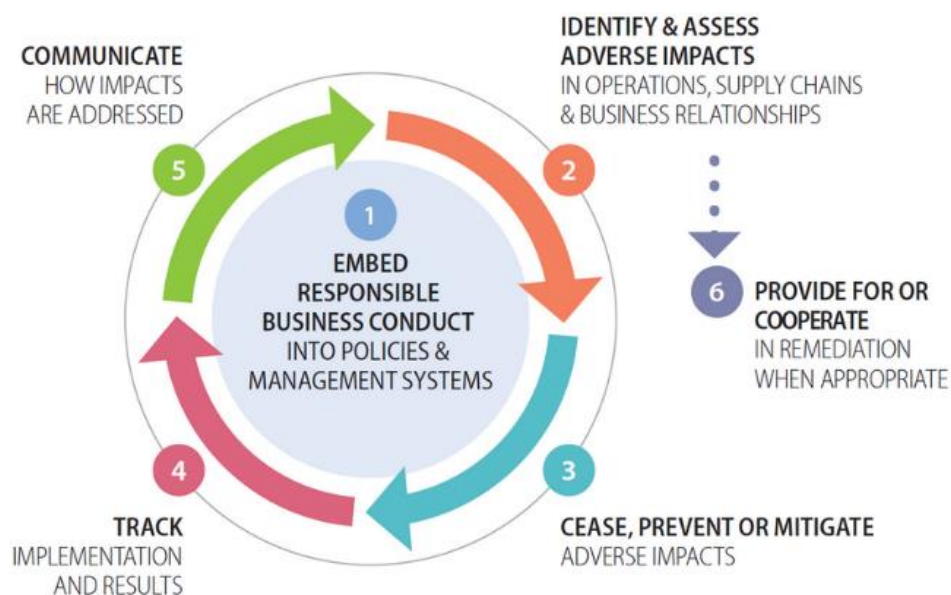 1
EMBED
RESPONSIBLE
BUSINESS CONDUCT
INTO POLICIES &
MANAGEMENT SYSTEMS
2
IDENTIFY & ASSESS
ADVERSE IMPACTS
IN OPERATIONS, SUPPLY CHAINS
& BUSINESS RELATIONSHIPS
3
CEASE, PREVENT OR MITIGATE
ADVERSE IMPACTS
4
TRACK
IMPLEMENTATION
AND RESULTS
5
COMMUNICATE
HOW IMPACTS
ARE ADDRESSED
6
PROVIDE FOR OR
COOPERATE
IN REMEDIATION
WHEN APPROPRIATE